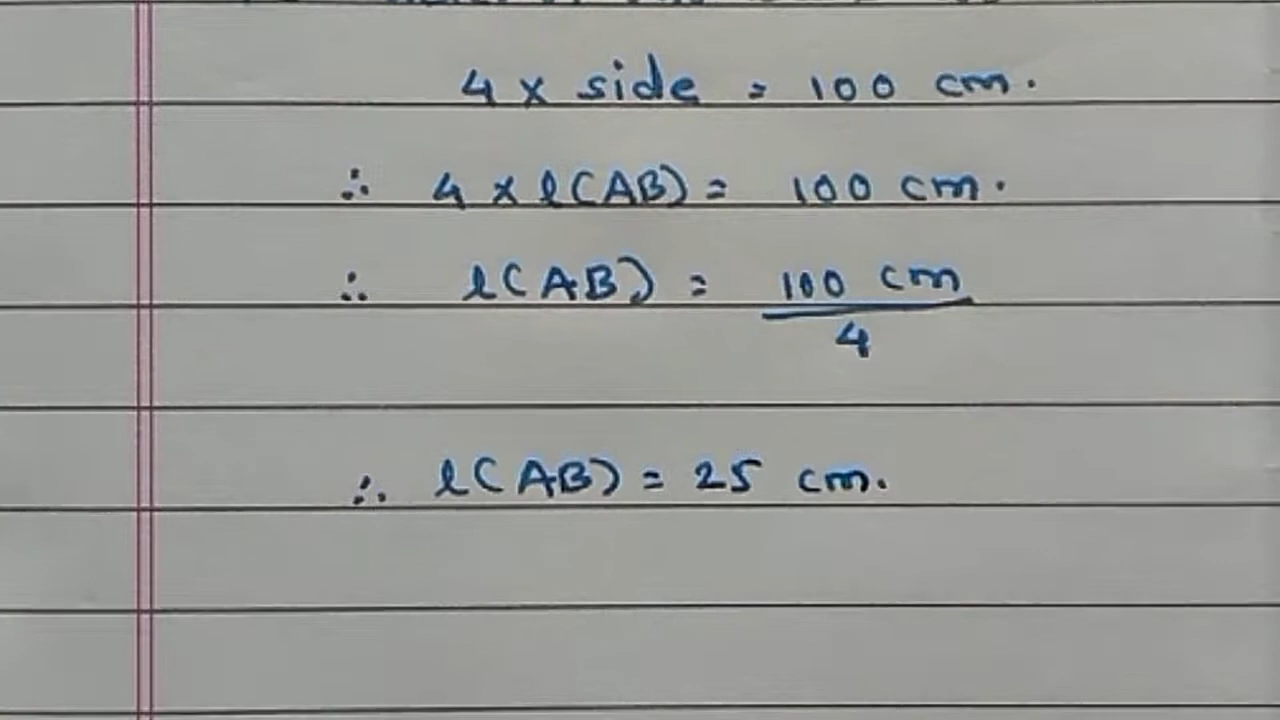 4 × side = 100 cm.
∴ 4 × l(AB) = 100 cm.
∴ l(AB) = 100 cm
4
∴ l(AB) = 25 cm.